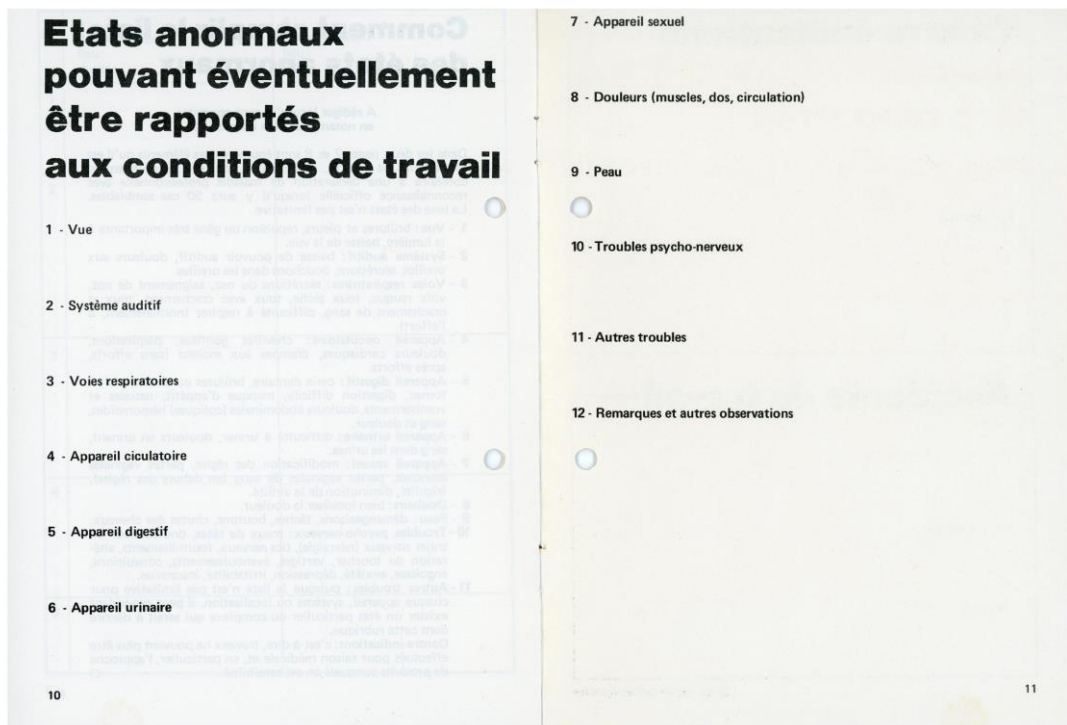 Etats anormaux
pouvant éventuellement
être rapportés
aux conditions de travail
1 - Vue
2 - Système auditif
3 - Voies respiratoires
4 - Appareil ciculatoire
5 - Appareil digestif
6 - Appareil urinaire
10
7 - Appareil sexuel
8 - Douleurs (muscles, dos, circulation)
9 - Peau
10 - Troubles psycho-nerveux
11 - Autres troubles
12 - Remarques et autres observations
11